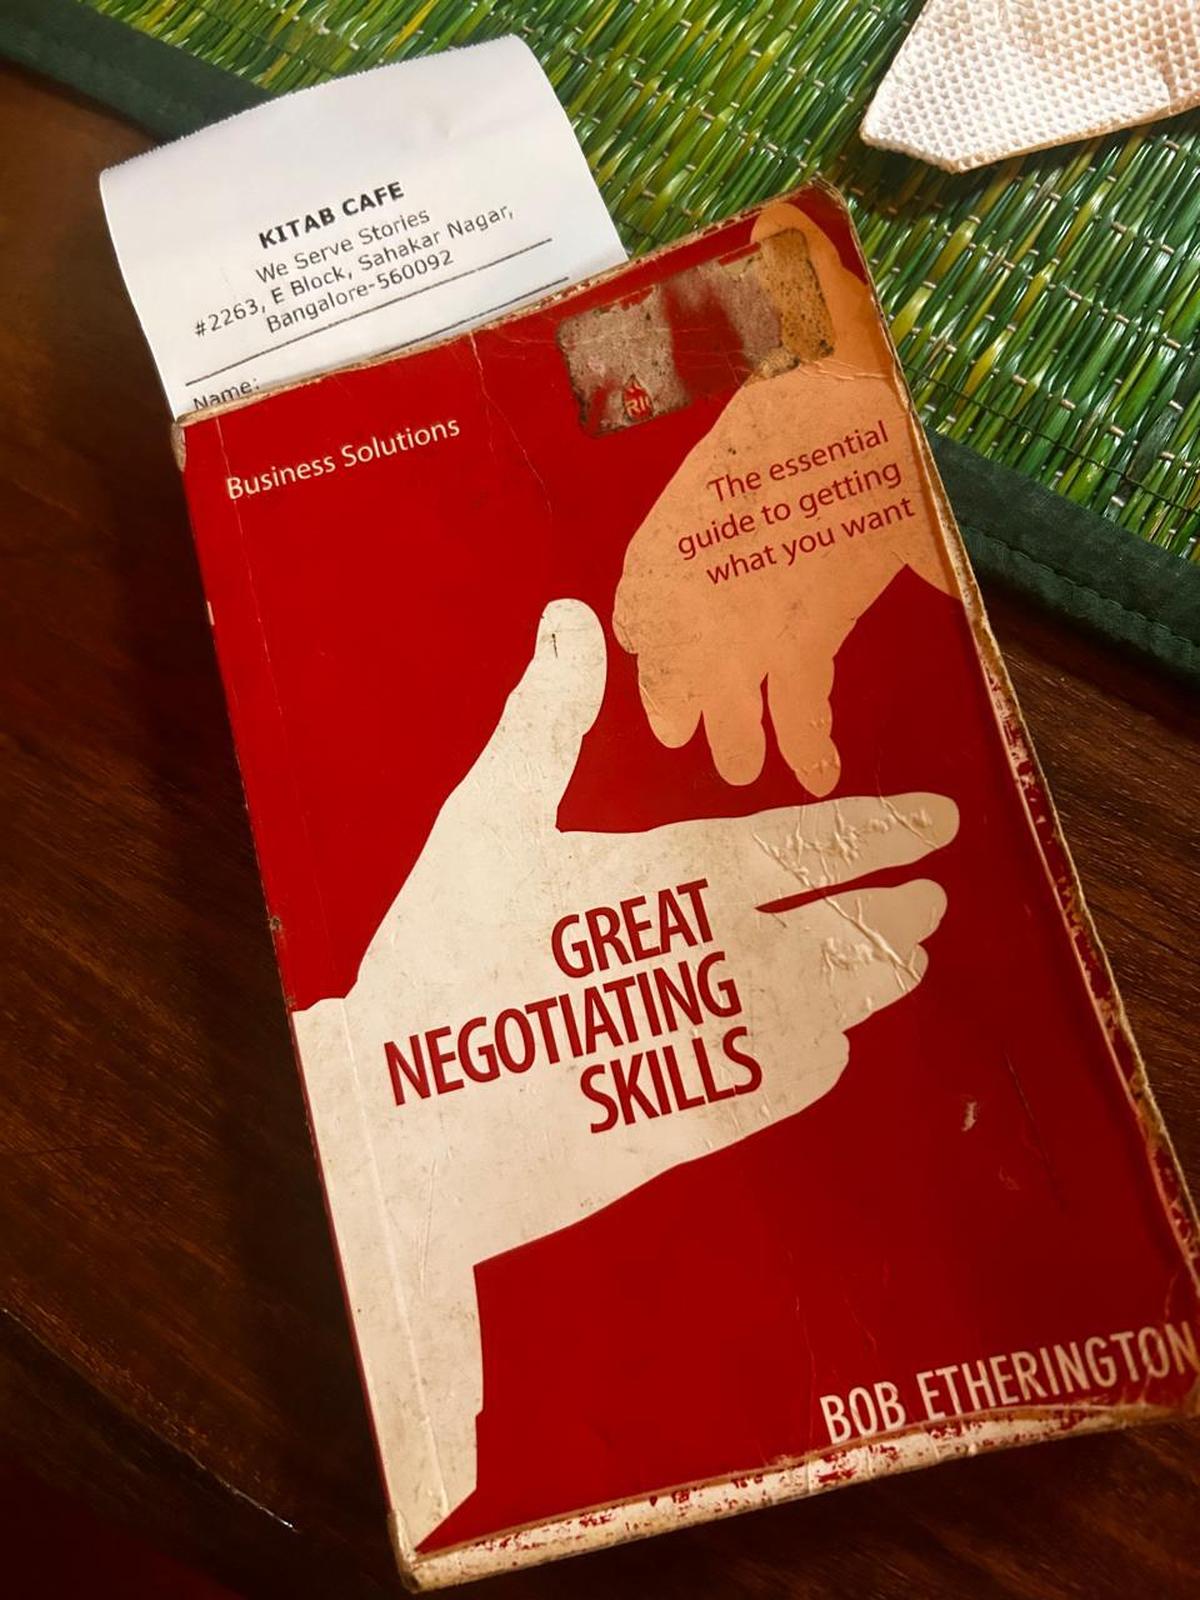 KITAB CAFE
We Serve Stories
#2263, E Block, Sahakar Nagar,
Bangalore-560092
Name:
Business Solutions
The essential
guide to getting
what you want
GREAT
NEGOTIATING
SKILLS
BOB ETHERINGTON